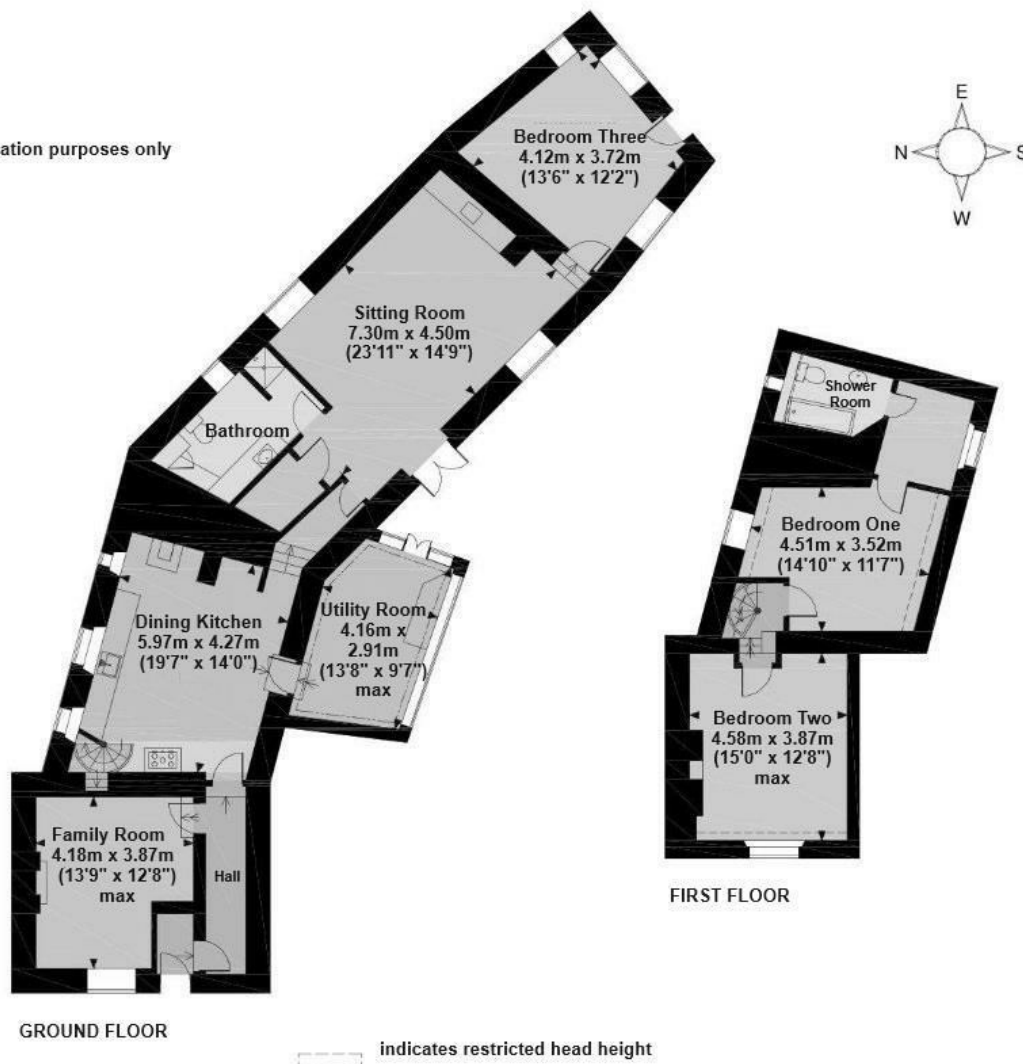 ation purposes only
E
N
S
W
Bedroom Three
4.12m x 3.72m
(13'6" x 12'2")
Sitting Room
7.30m x 4.50m
(23'11" x 14'9")
Bathroom
Dining Kitchen
5.97m x 4.27m
(19'7" x 14'0")
Utility Room
4.16m x
2.91m
(13'8" x 9'7")
max
Family Room
4.18m x 3.87m
(13'9" x 12'8")
max
Hall
GROUND FLOOR
Shower
Room
Bedroom One
4.51m x 3.52m
(14'10" x 11'7")
Bedroom Two
4.58m x 3.87m
(15'0" x 12'8")
max
FIRST FLOOR
indicates restricted head height